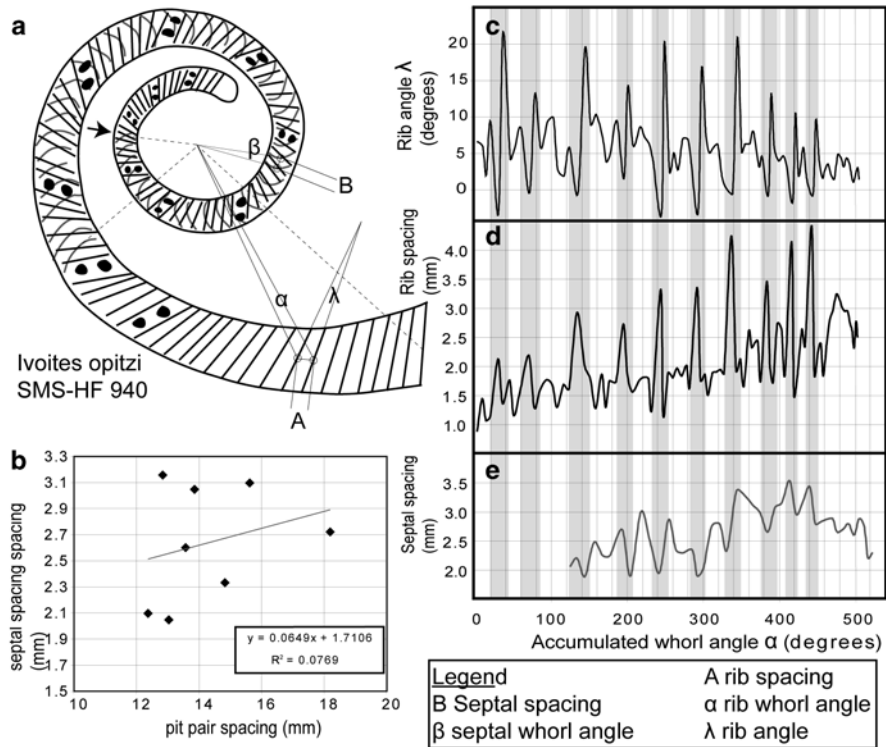 a
β
B
α
λ
A
Ivoites opitzi
SMS-HF 940
b
septal spacing spacing
(mm)
3.3
3.1
2.9
2.7
2.5
2.3
2.1
1.9
1.7
1.5
y = 0.0649x + 1.7106
R² = 0.0769
10 12 14 16 18 20
pit pair spacing (mm)
c
Rib angle λ
(degrees)
20
15
10
5
0
d
Rib spacing
(mm)
4.0
3.5
3.0
2.5
2.0
1.5
1.0
e
Septal spacing
(mm)
3.5
3.0
2.5
2.0
0 100 200 300 400 500
Accumulated whorl angle α (degrees)
Legend
B Septal spacing
β septal whorl angle
A rib spacing
α rib whorl angle
λ rib angle